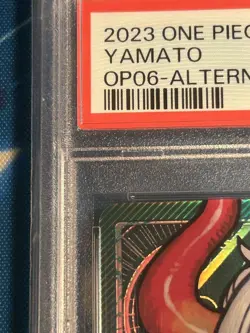 2023 ONE PIEC
YAMATO
OP06-ALTERN